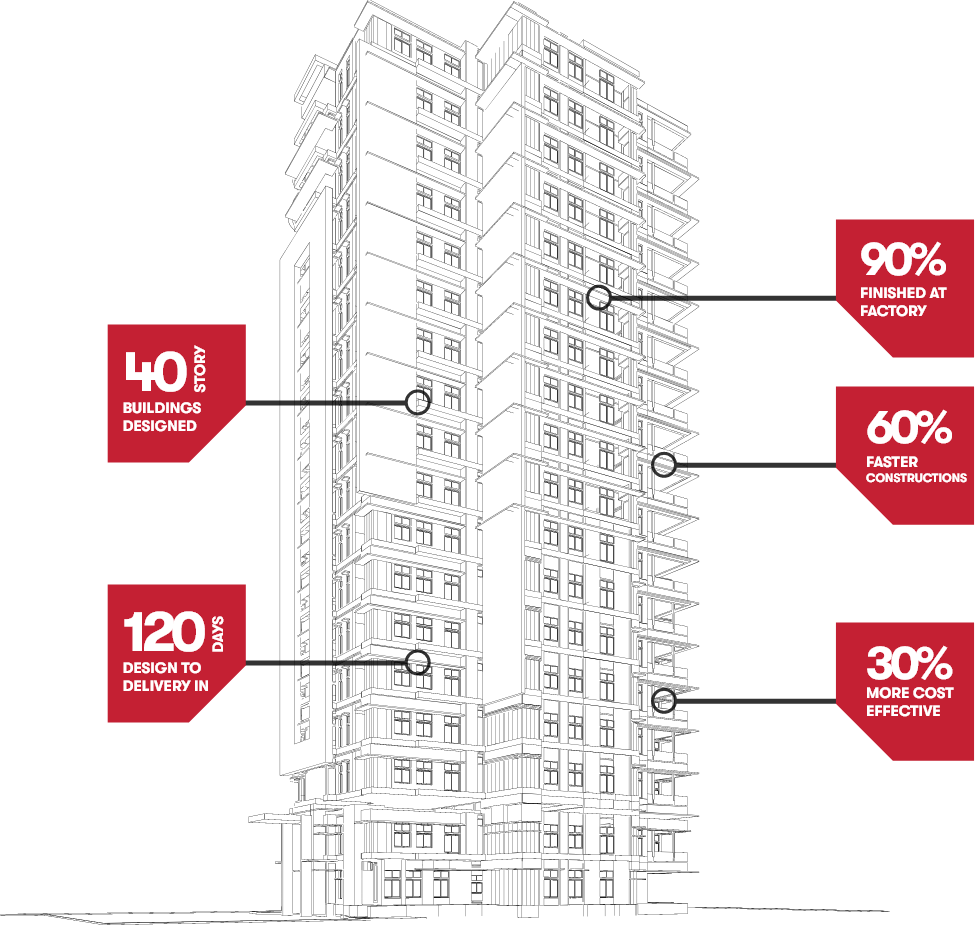 90%
FINISHED AT
FACTORY
40 STORY
BUILDINGS
DESIGNED
60%
FASTER
CONSTRUCTIONS
120 DAYS
DESIGN TO
DELIVERY IN
30%
MORE COST
EFFECTIVE